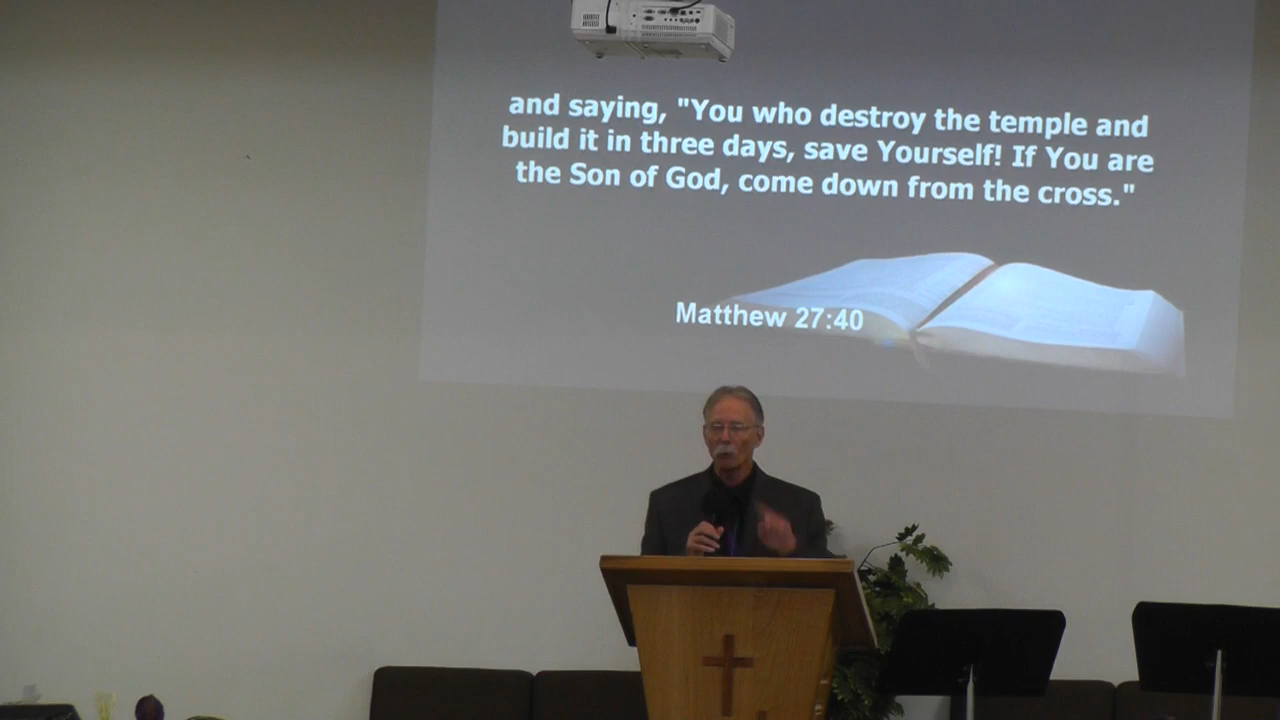 and saying, "You who destroy the temple and
build it in three days, save Yourself! If You are
the Son of God, come down from the cross."
Matthew 27:40